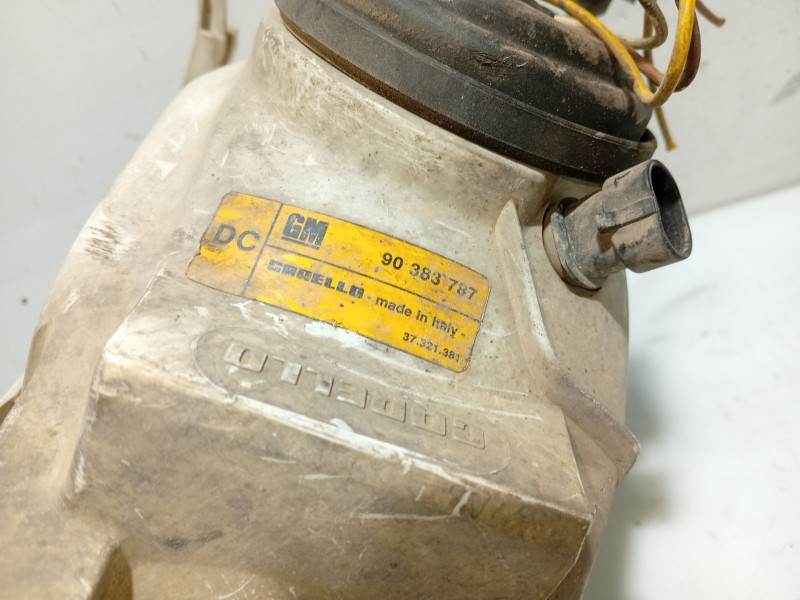 DC
GM
90 383 787
CARELLO - made in Italy -
37.321.381
CARELLO